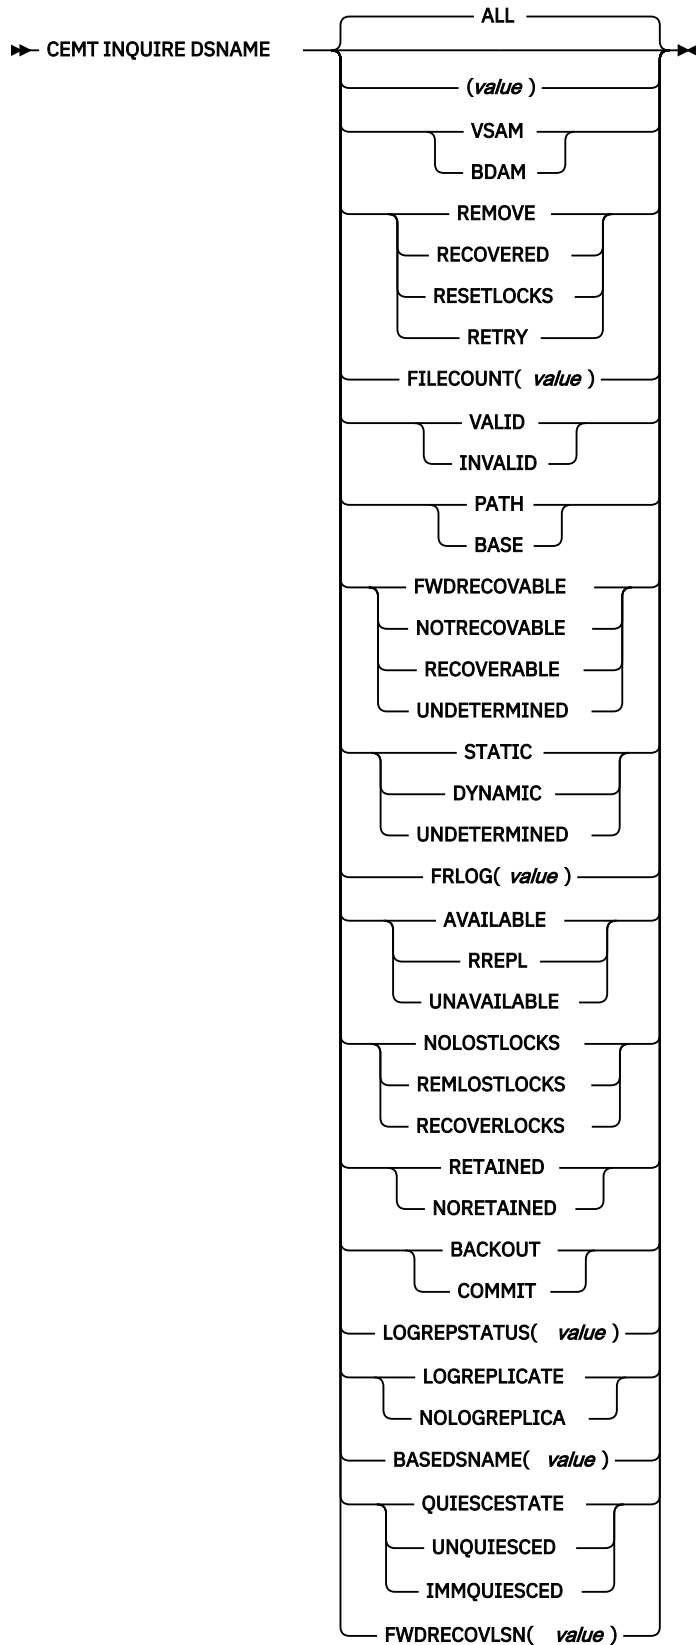 ALL
CEMT INQUIRE DSNAME
(value )
VSAM
BDAM
REMOVE
RECOVERED
RESETLOCKS
RETRY
FILECOUNT( value )
VALID
INVALID
PATH
BASE
FWDRECOVABLE
NOTRECOVABLE
RECOVERABLE
UNDETERMINED
STATIC
DYNAMIC
UNDETERMINED
FRLOG( value )
AVAILABLE
RREPL
UNAVAILABLE
NOLOSTLOCKS
REMLOSTLOCKS
RECOVERLOCKS
RETAINED
NORETAINED
BACKOUT
COMMIT
LOGREPSTATUS( value )
LOGREPLICATE
NOLOGREPLICA
BASEDSNAME( value )
QUIESCESTATE
UNQUIESCED
IMMQUIESCED
FWDRECOVLSN( value )